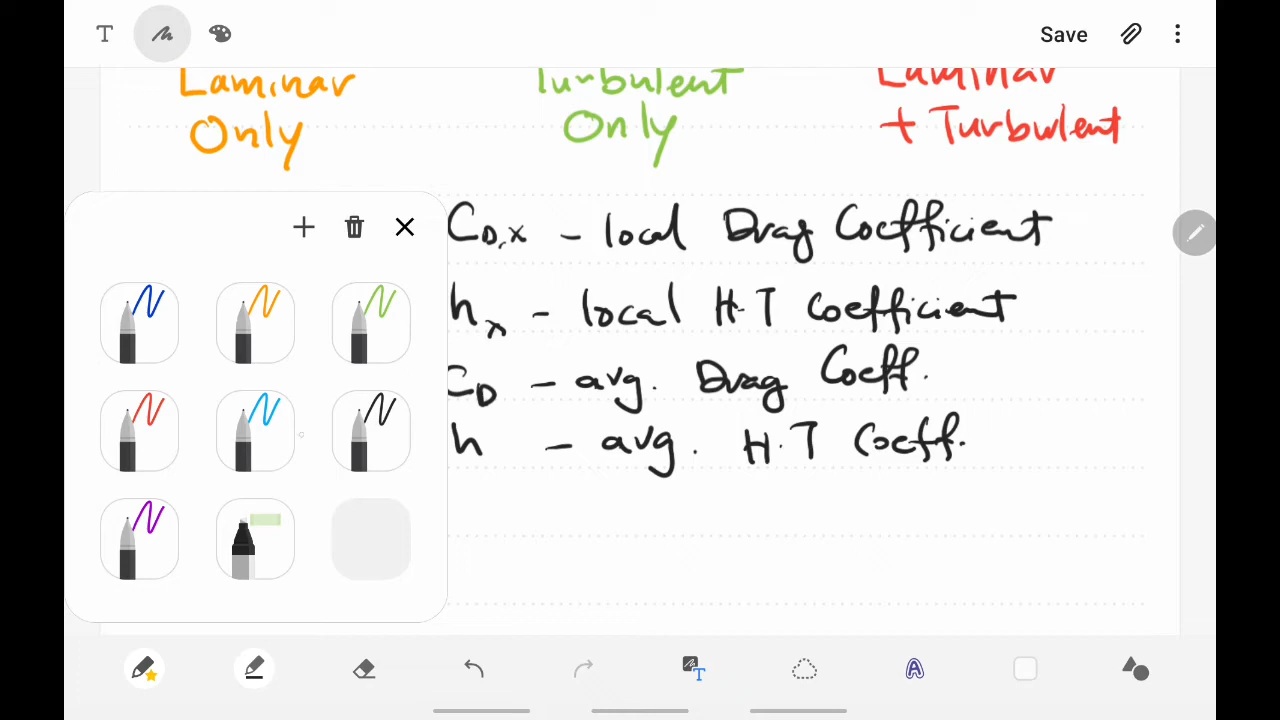 T Save
Laminar Turbulent Laminar
Only Only + Turbulent
CD,x - local Drag Coefficient
hx - local H.T Coefficient
CD - avg. Drag Coeff.
h - avg. H.T Coeff.
T
A